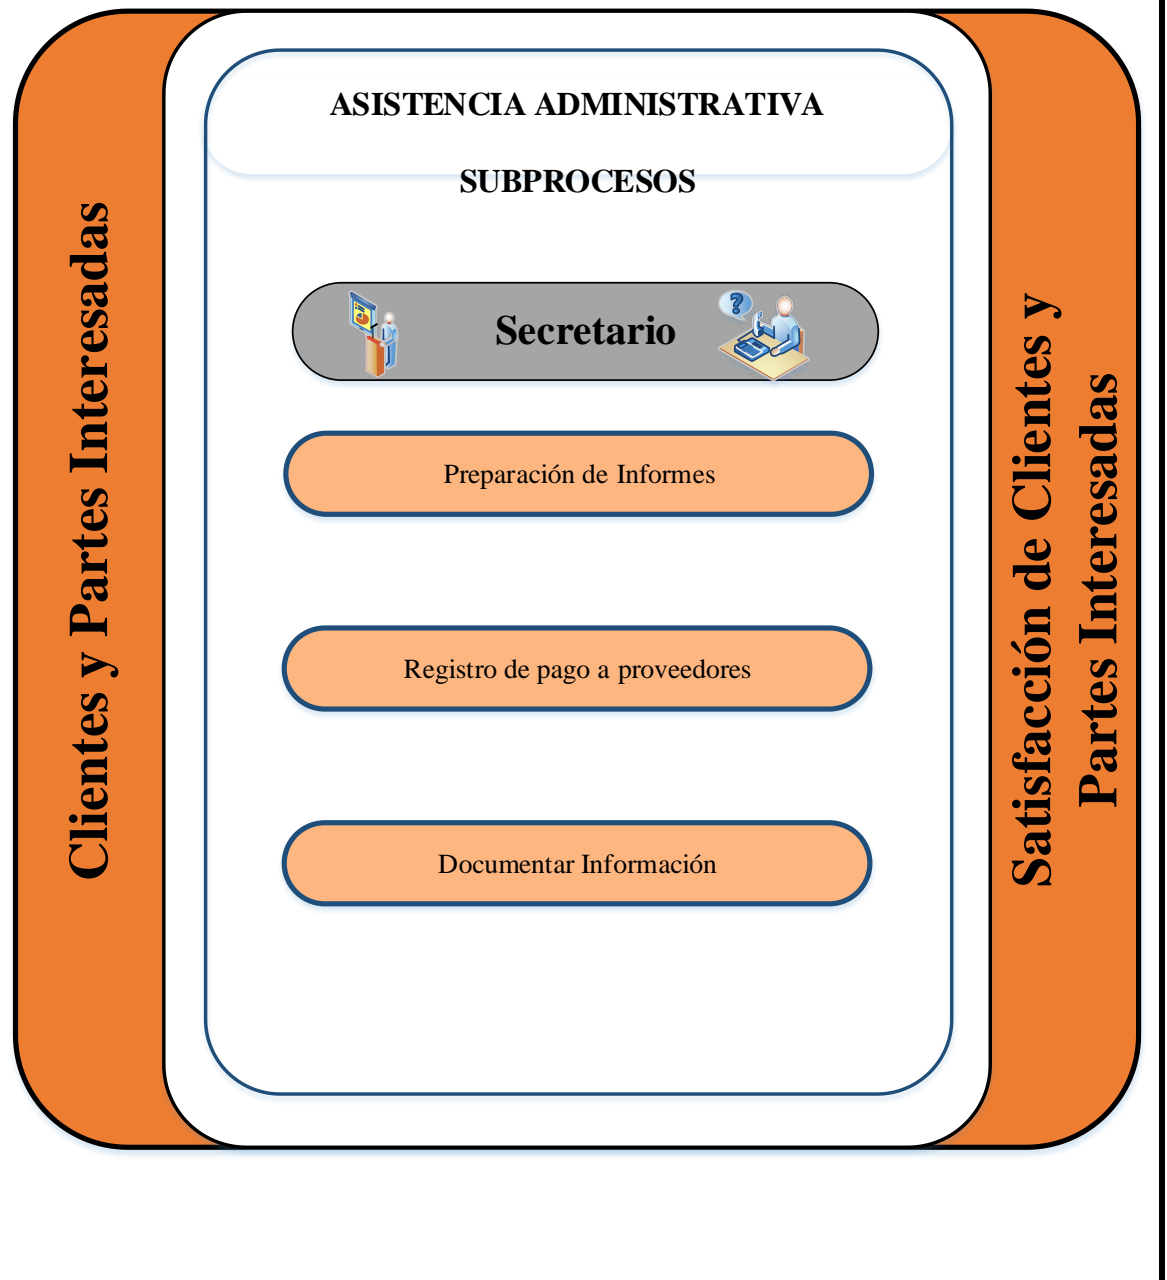 Clientes y Partes Interesadas
ASISTENCIA ADMINISTRATIVA
SUBPROCESOS
Secretario
?
Preparación de Informes
Registro de pago a proveedores
Documentar Información
Satisfacción de Clientes y
Partes Interesadas